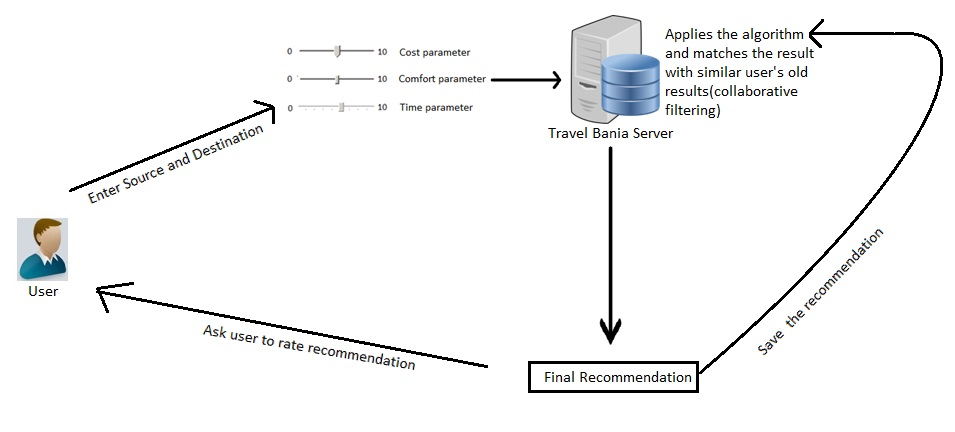 0 10 Cost parameter
0 10 Comfort parameter
0 10 Time parameter
Applies the algorithm
and matches the result
with similar user's old
results(collaborative
filtering)
Travel Bania Server
Enter Source and Destination
User
Ask user to rate recommendation
Save the recommendation
Final Recommendation